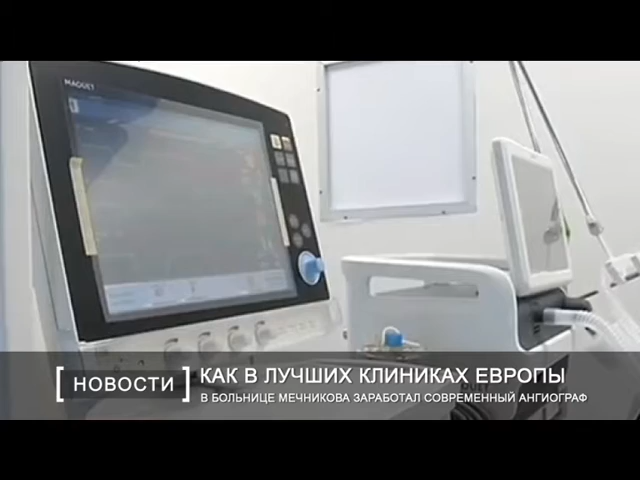 MAQUET
[ НОВОСТИ ]
КАК В ЛУЧШИХ КЛИНИКАХ ЕВРОПЫ
В БОЛЬНИЦЕ МЕЧНИКОВА ЗАРАБОТАЛ СОВРЕМЕННЫЙ АНГИОГРАФ